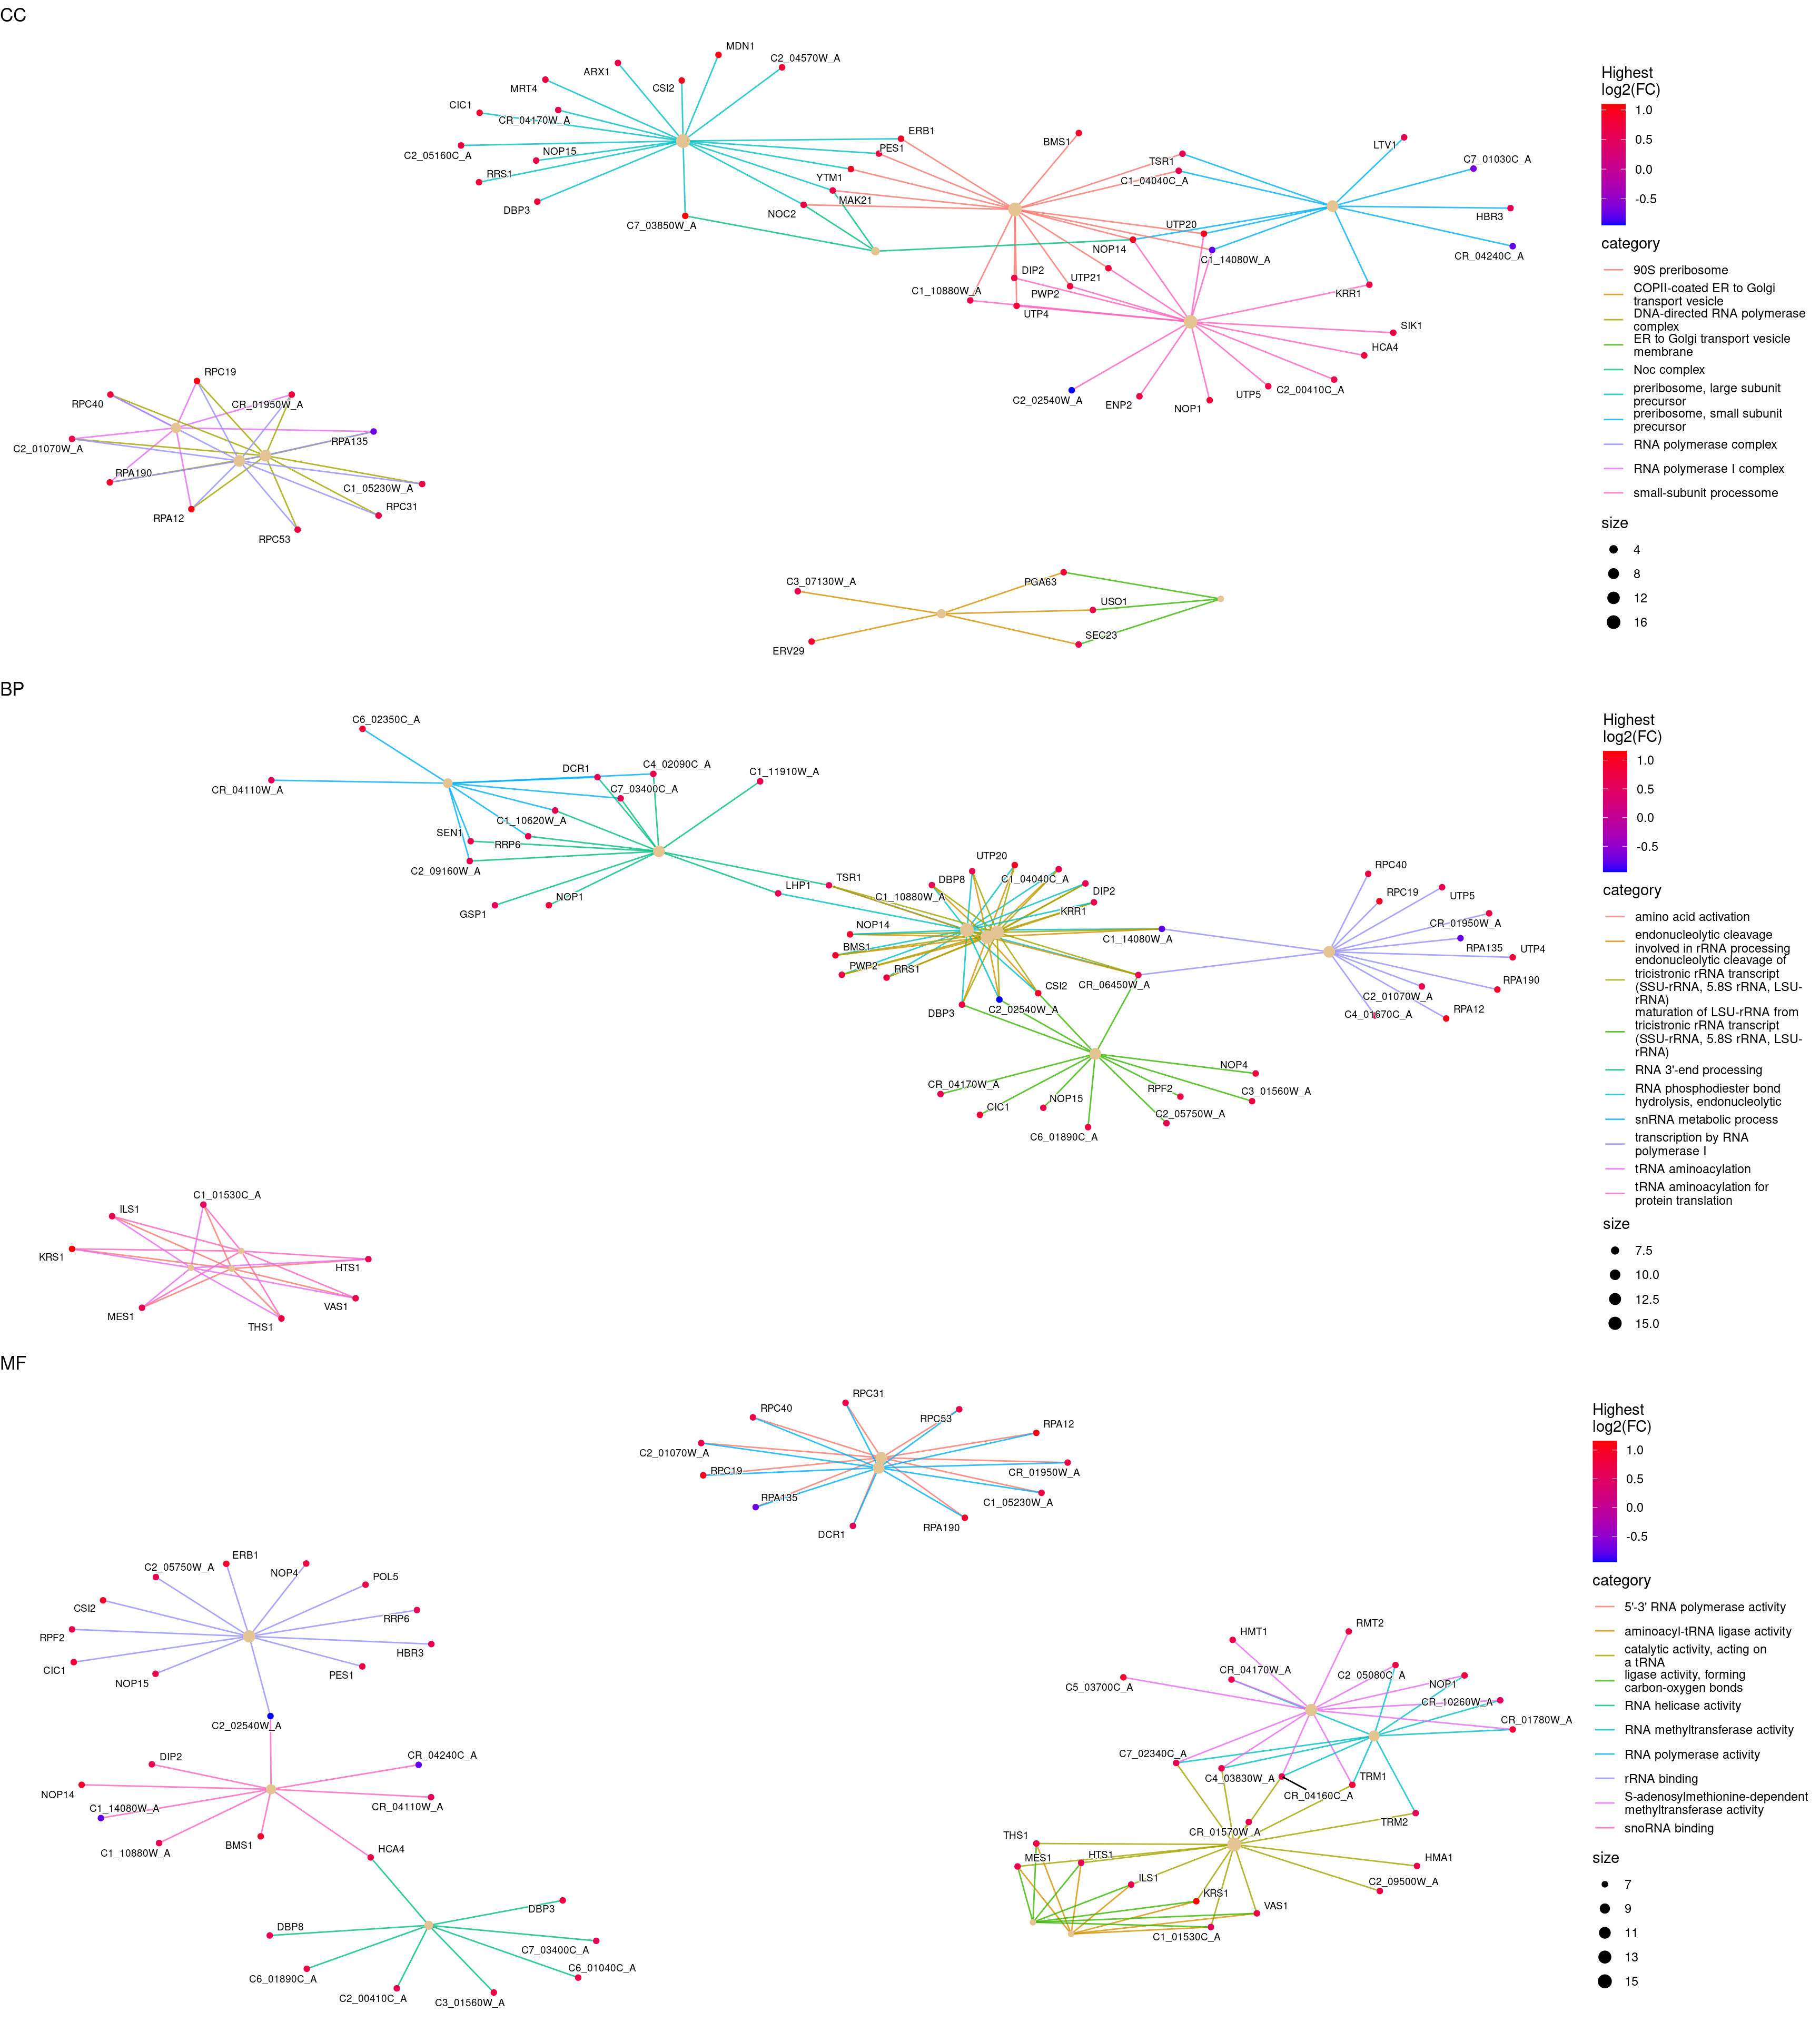 CC
MDN1
C2_04570W_A
ARX1
CSI2
MRT4
CIC1
CR_04170W_A
C2_05160C_A
NOP15
RRS1
DBP3
C7_03850W_A
ERB1
PES1
YTM1
MAK21
NOC2
BMS1
TSR1
C1_04040C_A
LTV1
C7_01030C_A
HBR3
CR_04240C_A
UTP20
NOP14
C1_14080W_A
DIP2
UTP21
C1_10880W_A
PWP2
UTP4
KRR1
SIK1
HCA4
C2_00410C_A
UTP5
NOP1
ENP2
C2_02540W_A
RPC19
RPC40
CR_01950W_A
C2_01070W_A
RPA135
RPA190
C1_05230W_A
RPC31
RPA12
RPC53
C3_07130W_A
PGA63
USO1
SEC23
ERV29
Highest
log2(FC)
1.0
0.5
0.0
-0.5
category
90S preribosome
COPII-coated ER to Golgi
transport vesicle
DNA-directed RNA polymerase
complex
ER to Golgi transport vesicle
membrane
Noc complex
preribosome, large subunit
precursor
preribosome, small subunit
precursor
RNA polymerase complex
RNA polymerase I complex
small-subunit processome
size
4
8
12
16
BP
C6_02350C_A
CR_04110W_A
DCR1
C4_02090C_A
C1_11910W_A
C7_03400C_A
C1_10620W_A
SEN1
RRP6
C2_09160W_A
GSP1
NOP1
LHP1
TSR1
UTP20
DBP8
C1_04040C_A
C1_10880W_A
DIP2
KRR1
NOP14
BMS1
PWP2
RRS1
C1_14080W_A
CSI2
CR_06450W_A
DBP3
C2_02540W_A
RPC40
RPC19
UTP5
CR_01950W_A
RPA135
UTP4
RPA190
C2_01070W_A
C4_01670C_A
RPA12
NOP4
CR_04170W_A
RPF2
C3_01560W_A
CIC1
NOP15
C2_05750W_A
C6_01890C_A
C1_01530C_A
ILS1
KRS1
HTS1
VAS1
MES1
THS1
Highest
log2(FC)
1.0
0.5
0.0
-0.5
category
amino acid activation
endonucleolytic cleavage
involved in rRNA processing
endonucleolytic cleavage of
tricistronic rRNA transcript
(SSU-rRNA, 5.8S rRNA, LSU-
rRNA)
maturation of LSU-rRNA from
tricistronic rRNA transcript
(SSU-rRNA, 5.8S rRNA, LSU-
rRNA)
RNA 3'-end processing
RNA phosphodiester bond
hydrolysis, endonucleolytic
snRNA metabolic process
transcription by RNA
polymerase I
tRNA aminoacylation
tRNA aminoacylation for
protein translation
size
7.5
10.0
12.5
15.0
MF
RPC31
RPC40
RPC53
RPA12
C2_01070W_A
RPC19
CR_01950W_A
RPA135
C1_05230W_A
DCR1
RPA190
C2_05750W_A
ERB1
NOP4
POL5
CSI2
RRP6
RPF2
HBR3
CIC1
PES1
NOP15
C2_02540W_A
DIP2
CR_04240C_A
NOP14
C1_14080W_A
CR_04110W_A
C1_10880W_A
BMS1
HCA4
DBP3
DBP8
C7_03400C_A
C6_01890C_A
C6_01040C_A
C2_00410C_A
C3_01560W_A
HMT1
RMT2
CR_04170W_A
C2_05080C_A
C5_03700C_A
NOP1
CR_10260W_A
CR_01780W_A
C7_02340C_A
C4_03830W_A
TRM1
CR_04160C_A
TRM2
CR_01570W_A
THS1
MES1
HTS1
HMA1
ILS1
C2_09500W_A
KRS1
VAS1
C1_01530C_A
Highest
log2(FC)
1.0
0.5
0.0
-0.5
category
5'-3' RNA polymerase activity
aminoacyl-tRNA ligase activity
catalytic activity, acting on
a tRNA
ligase activity, forming
carbon-oxygen bonds
RNA helicase activity
RNA methyltransferase activity
RNA polymerase activity
rRNA binding
S-adenosylmethionine-dependent
methyltransferase activity
snoRNA binding
size
7
9
11
13
15